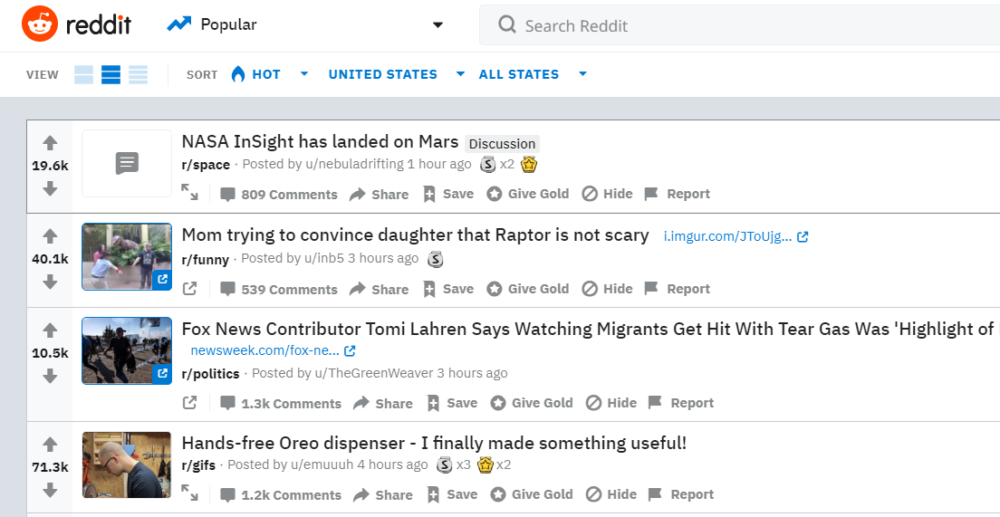 reddit Popular Search Reddit
VIEW SORT HOT UNITED STATES ALL STATES
NASA InSight has landed on Mars Discussion
19.6k r/space · Posted by u/nebuladrifting 1 hour ago S x2
809 Comments Share Save Give Gold Hide Report
Mom trying to convince daughter that Raptor is not scary i.imgur.com/JToUjg...
40.1k r/funny · Posted by u/inb5 3 hours ago S
539 Comments Share Save Give Gold Hide Report
Fox News Contributor Tomi Lahren Says Watching Migrants Get Hit With Tear Gas Was 'Highlight of
newsweek.com/fox-ne...
10.5k r/politics · Posted by u/TheGreenWeaver 3 hours ago
1.3k Comments Share Save Give Gold Hide Report
Hands-free Oreo dispenser - I finally made something useful!
71.3k r/gifs · Posted by u/emuuuh 4 hours ago S x3 x2
1.2k Comments Share Save Give Gold Hide Report